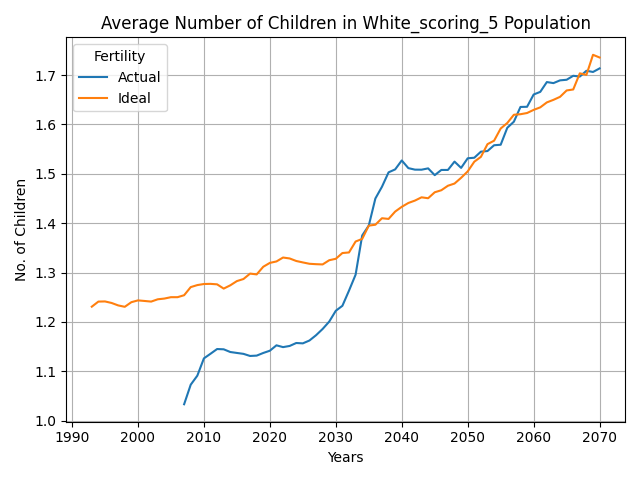 Average Number of Children in White_scoring_5 Population
Fertility
Actual
Ideal
No. of Children
1.7
1.6
1.5
1.4
1.3
1.2
1.1
1.0
1990 2000 2010 2020 2030 2040 2050 2060 2070
Years